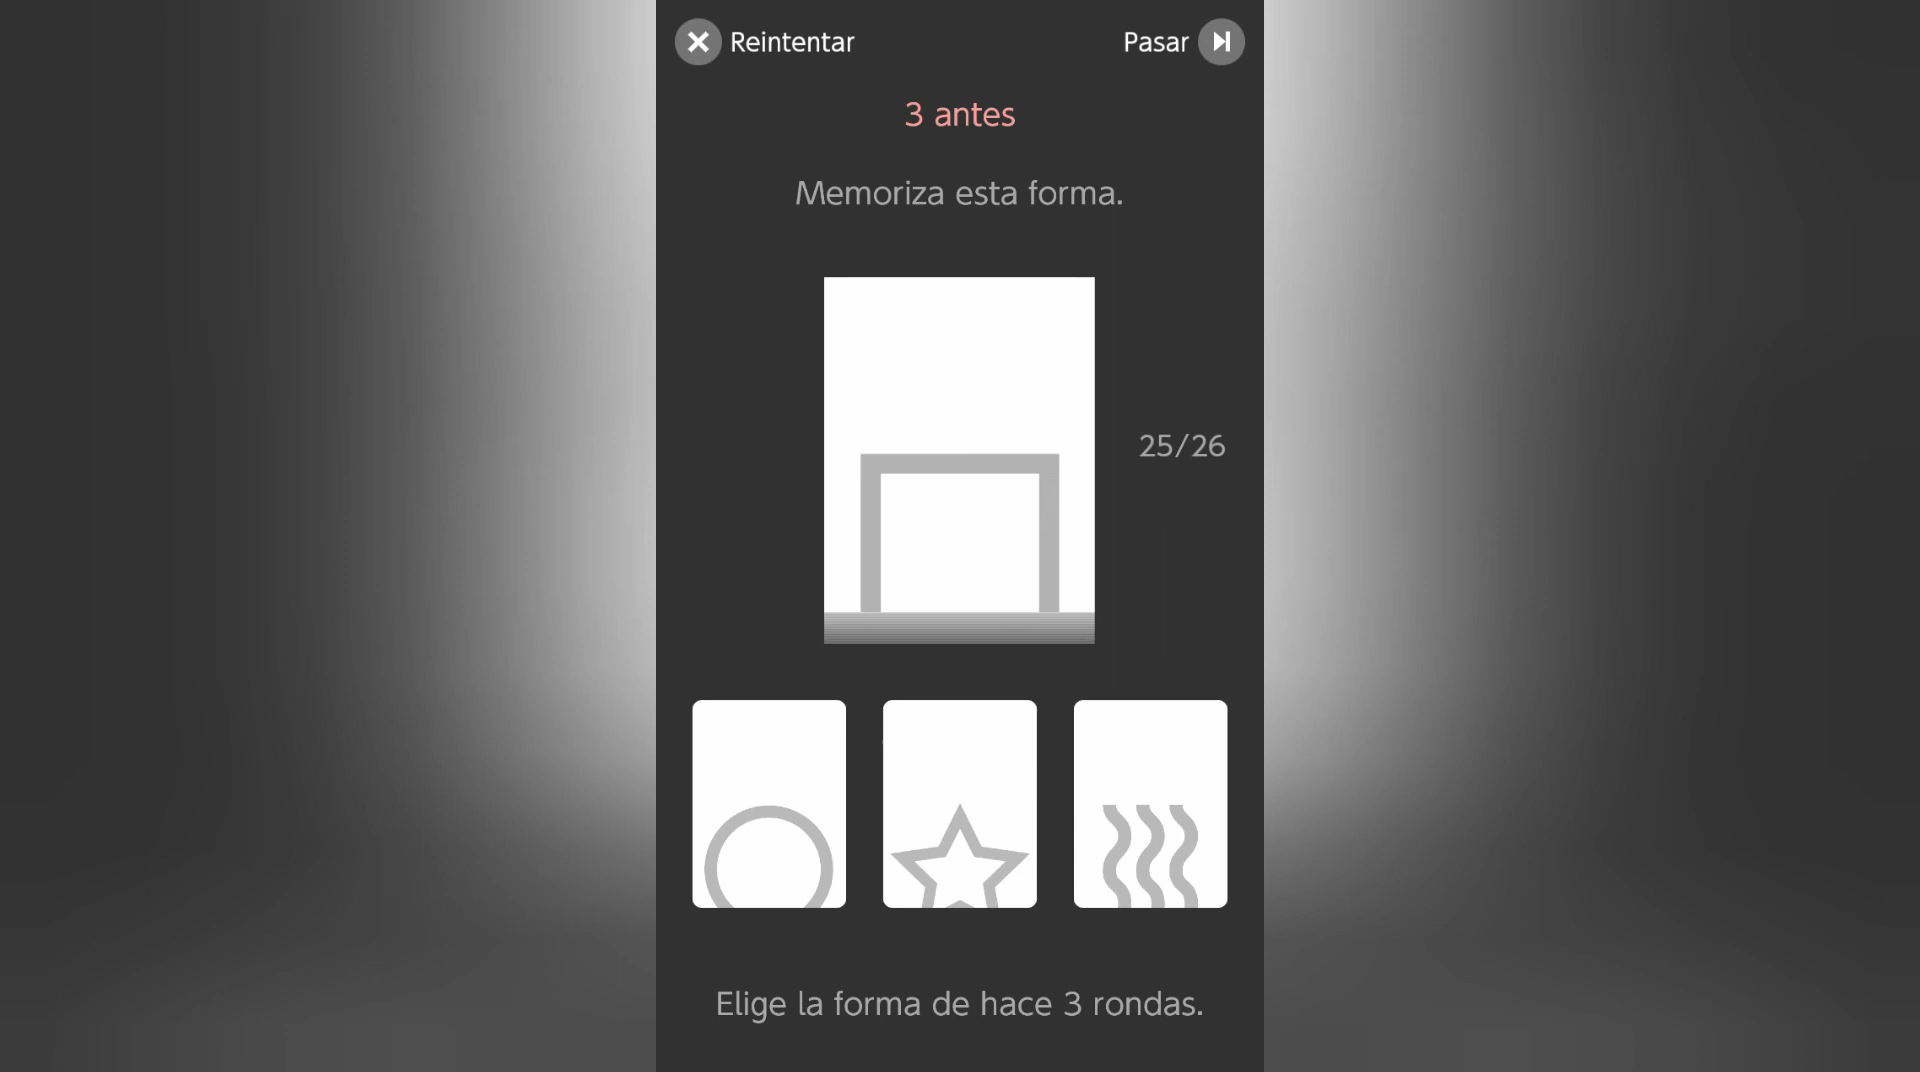 Reintentar
Pasar
3 antes
Memoriza esta forma.
25/26
Elige la forma de hace 3 rondas.